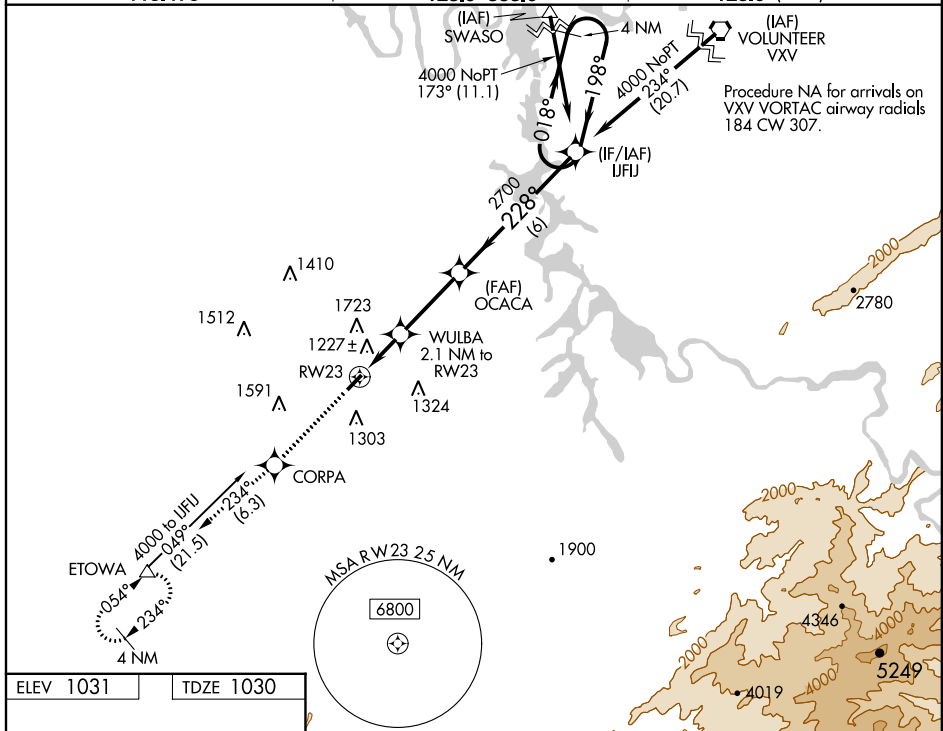 (IAF)
SWASO
4 NM
(IAF)
VOLUNTEER
VXV
4000 NoPT
173° (11.1)
018°
198°
4000 NoPT
234°
(20.7)
Procedure NA for arrivals on
VXV VORTAC airway radials
184 CW 307.
(IF/IAF)
IJFIJ
2700
228°
(6)
2000
2780
1410
(FAF)
OCACA
1512
1723
1227±
WULBA
2.1 NM to
RW23
RW23
1591
1324
1303
CORPA
234°
(6.3)
4000 to IJFIJ
049°
(21.5)
ETOWA
054°
234°
4 NM
MSA RW23 25 NM
6800
1900
2000
4346
4000
5249
2000
4000
4019
ELEV 1031
TDZE 1030